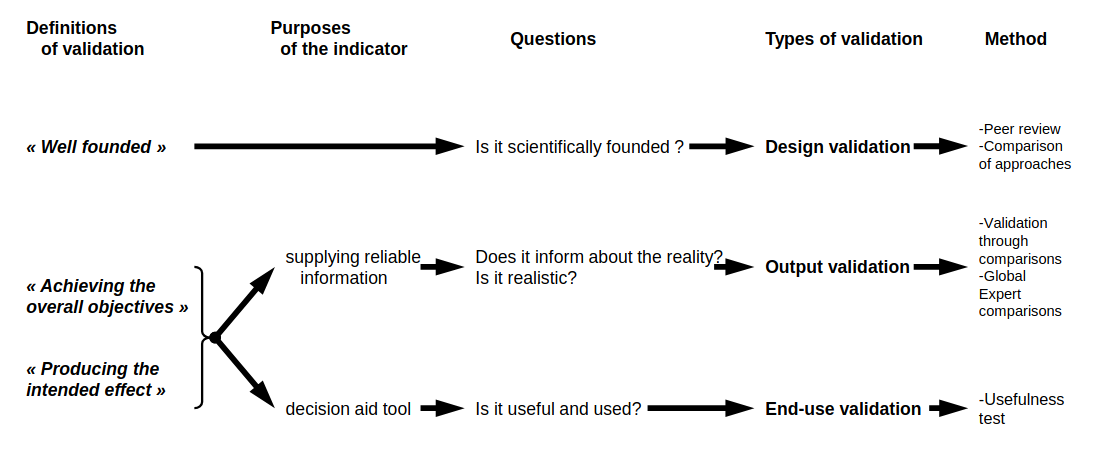 Definitions
of validation
Purposes
of the indicator
Questions
Types of validation
Method
« Well founded »
Is it scientifically founded ?
Design validation
-Peer review
-Comparison
of approaches
« Achieving the
overall objectives »
« Producing the
intended effect »
supplying reliable
information
Does it inform about the reality?
Is it realistic?
Output validation
-Validation
through
comparisons
-Global
Expert
comparisons
decision aid tool
Is it useful and used?
End-use validation
-Usefulness
test